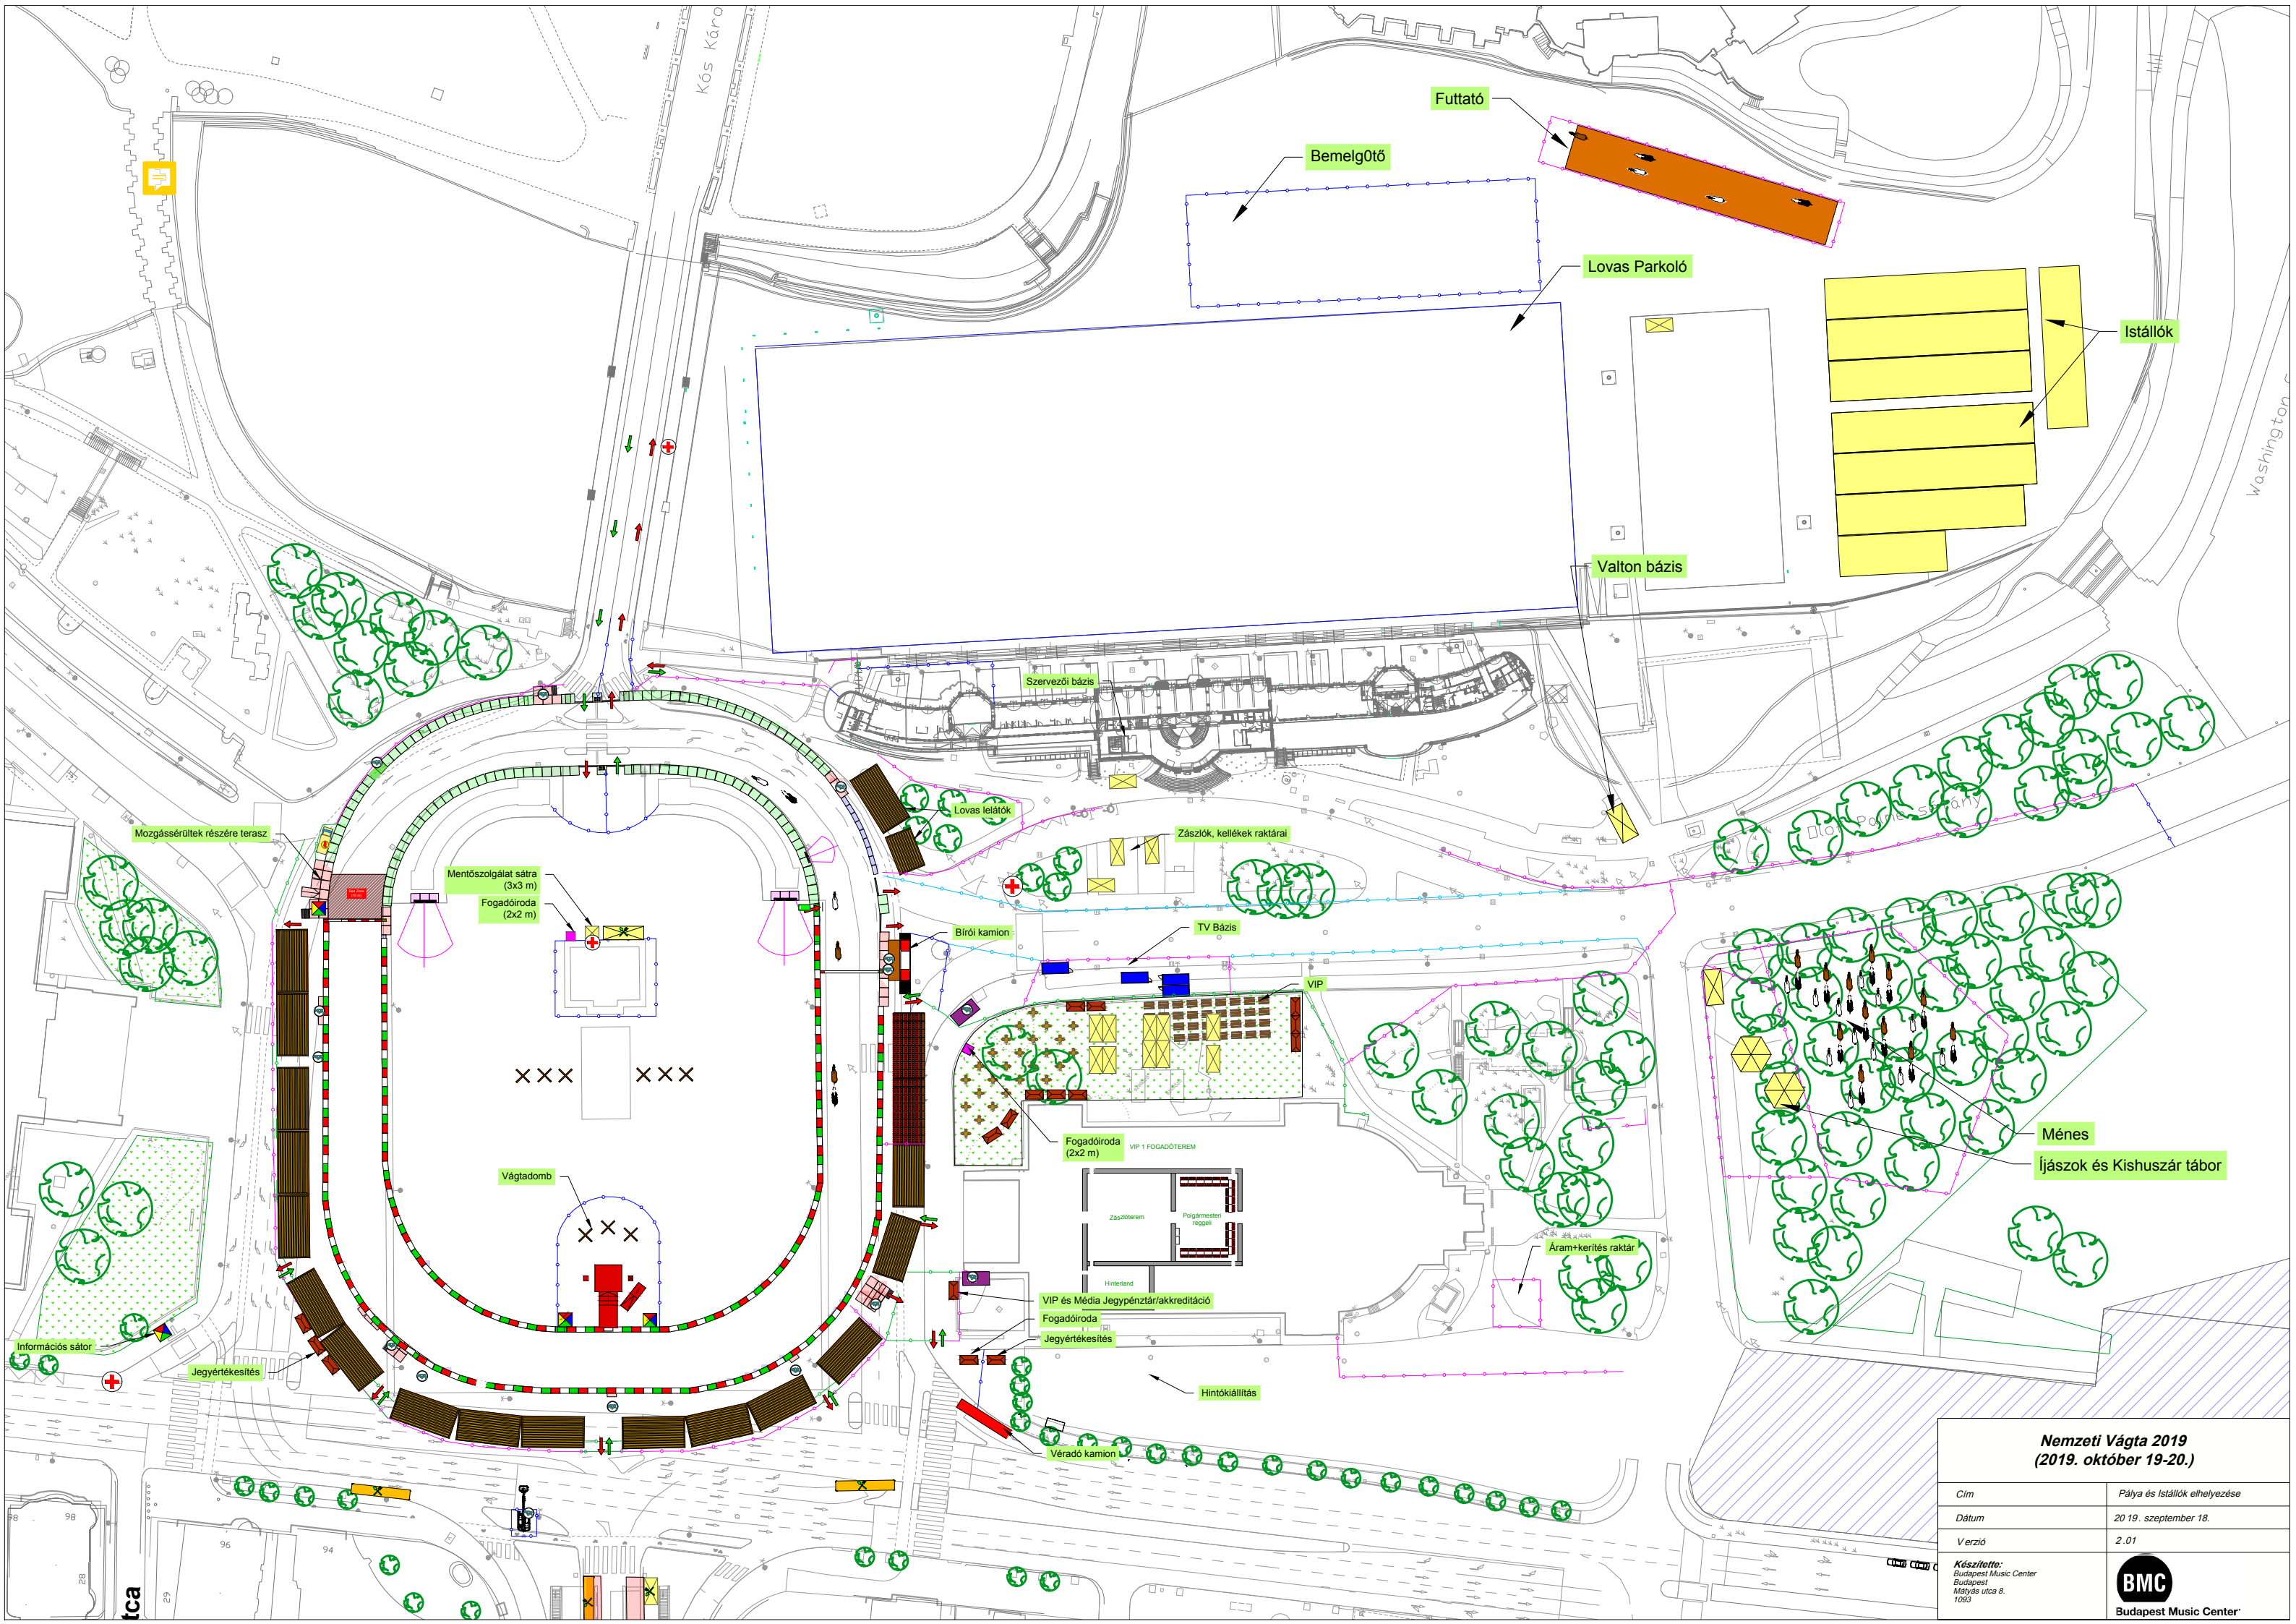 Kós Káro
Futtató
Bemelg0tő
Lovas Parkoló
Istállók
Washington
Valton bázis
Szervezői bázis
Lovas lelátók
Mozgássérültek részére terasz
Zászlók, kellékek raktárai
Mentőszolgálat sátra
(3x3 m)
Fogadóiroda
(2x2 m)
Bírói kamion
TV Bázis
VIP
Ménes
Íjászok és Kishuszár tábor
Fogadóiroda
(2x2 m)
VIP 1 FOGADÓTEREM
Vágtadomb
Zászlóterem
Polgármesteri
reggeli
Áram+kerítés raktár
Hinterland
VIP és Média Jegypénztár/akkreditáció
Fogadóiroda
Jegyértékesítés
Információs sátor
Jegyértékesítés
Hintókiállítás
Véradó kamion
98
98
96
94
28
29
tca
Nemzeti Vágta 2019
(2019. október 19-20.)
Cím
Pálya és Istállók elhelyezése
Dátum
2019. szeptember 18.
Verzió
2.01
Készítette:
Budapest Music Center
Budapest
Mátyás utca 8.
1093
BMC
Budapest Music Center